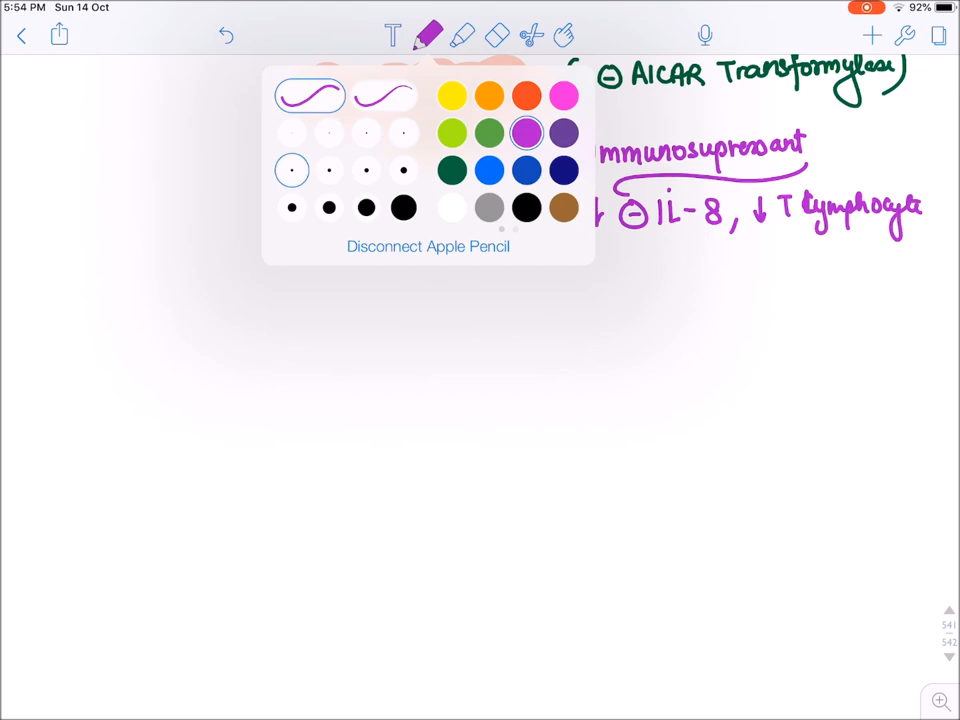 5:54 PM Sun 14 Oct
92%
T
⊖ AICAR Transformylase)
mmunosupressant
⊖ IL-8, ↓ T Lymphocyte
Disconnect Apple Pencil
541
542